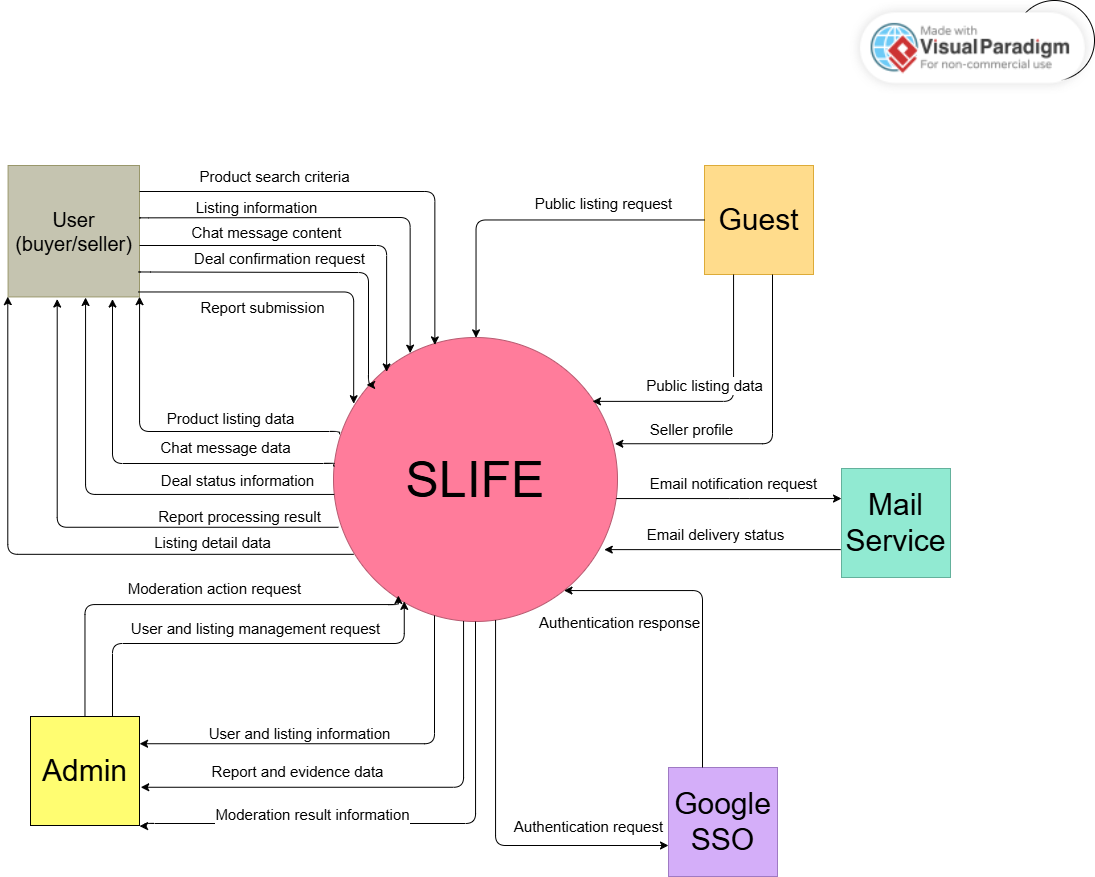 Made with
VisualParadigm
For non-commercial use
User
(buyer/seller)
Product search criteria
Listing information
Chat message content
Deal confirmation request
Report submission
Public listing request
Guest
Public listing data
Seller profile
Product listing data
Chat message data
Deal status information
Report processing result
Listing detail data
SLIFE
Email notification request
Email delivery status
Mail
Service
Moderation action request
User and listing management request
Authentication response
Admin
User and listing information
Report and evidence data
Moderation result information
Authentication request
Google
SSO